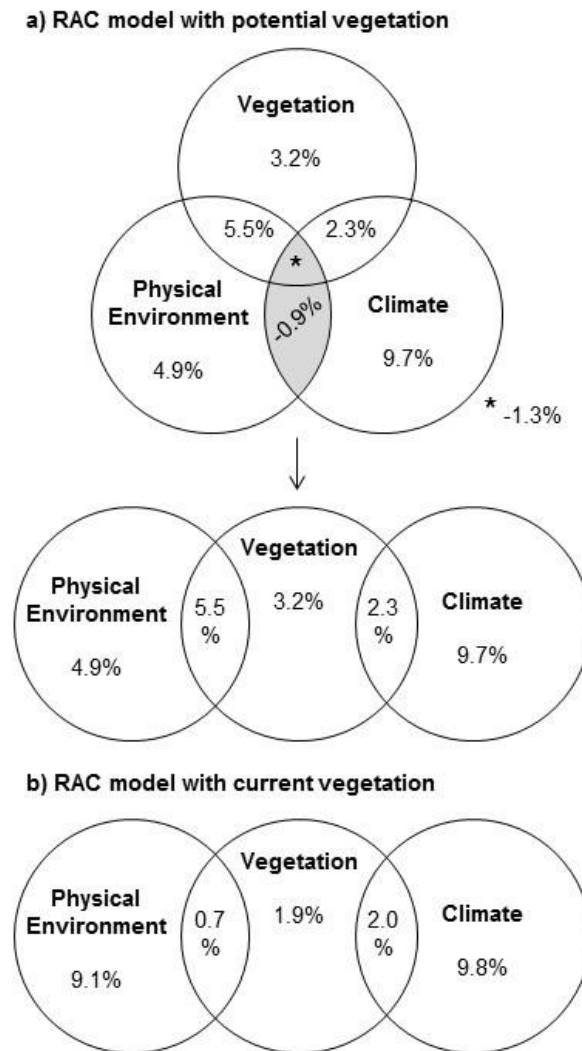 a) RAC model with potential vegetation
Vegetation
3.2%
5.5%
2.3%
*
Physical
Environment
4.9%
-0.9%
Climate
9.7%
* -1.3%
Vegetation
Physical
Environment
5.5
%
3.2%
2.3
%
Climate
4.9%
9.7%
b) RAC model with current vegetation
Vegetation
Physical
Environment
0.7
%
1.9%
2.0
%
Climate
9.1%
9.8%